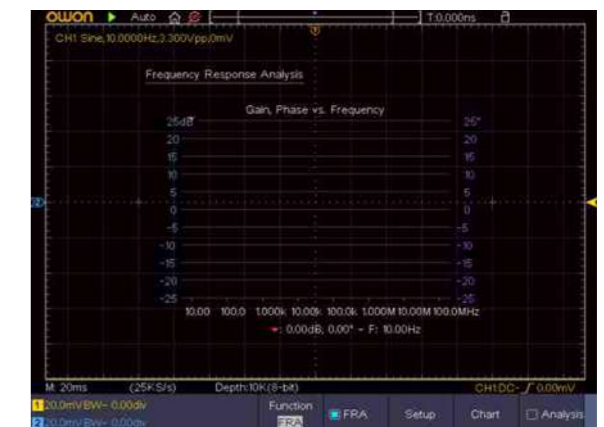 OWON Auto T:0.000ns
CH1 Sine,10.0000Hz,3.300Vpp,0mV
Frequency Response Analysis
Gain, Phase vs. Frequency
25dB 25°
20 20
15 15
10 10
5 5
0 0
-5 -5
-10 -10
-15 -15
-20 -20
-25 -25
10.00 100.0 1.000k 10.00k 100.0k 1.000M 10.00M 100.0MHz
: 0.00dB, 0.00° - F: 10.00Hz
M: 20ms (25KS/s) Depth:10K(8-bit) CH1:DC- 0.00mV
1 20.0mV BW~ 0.00div Function FRA Setup Chart Analysis
2 20.0mV BW~ 0.00div FRA